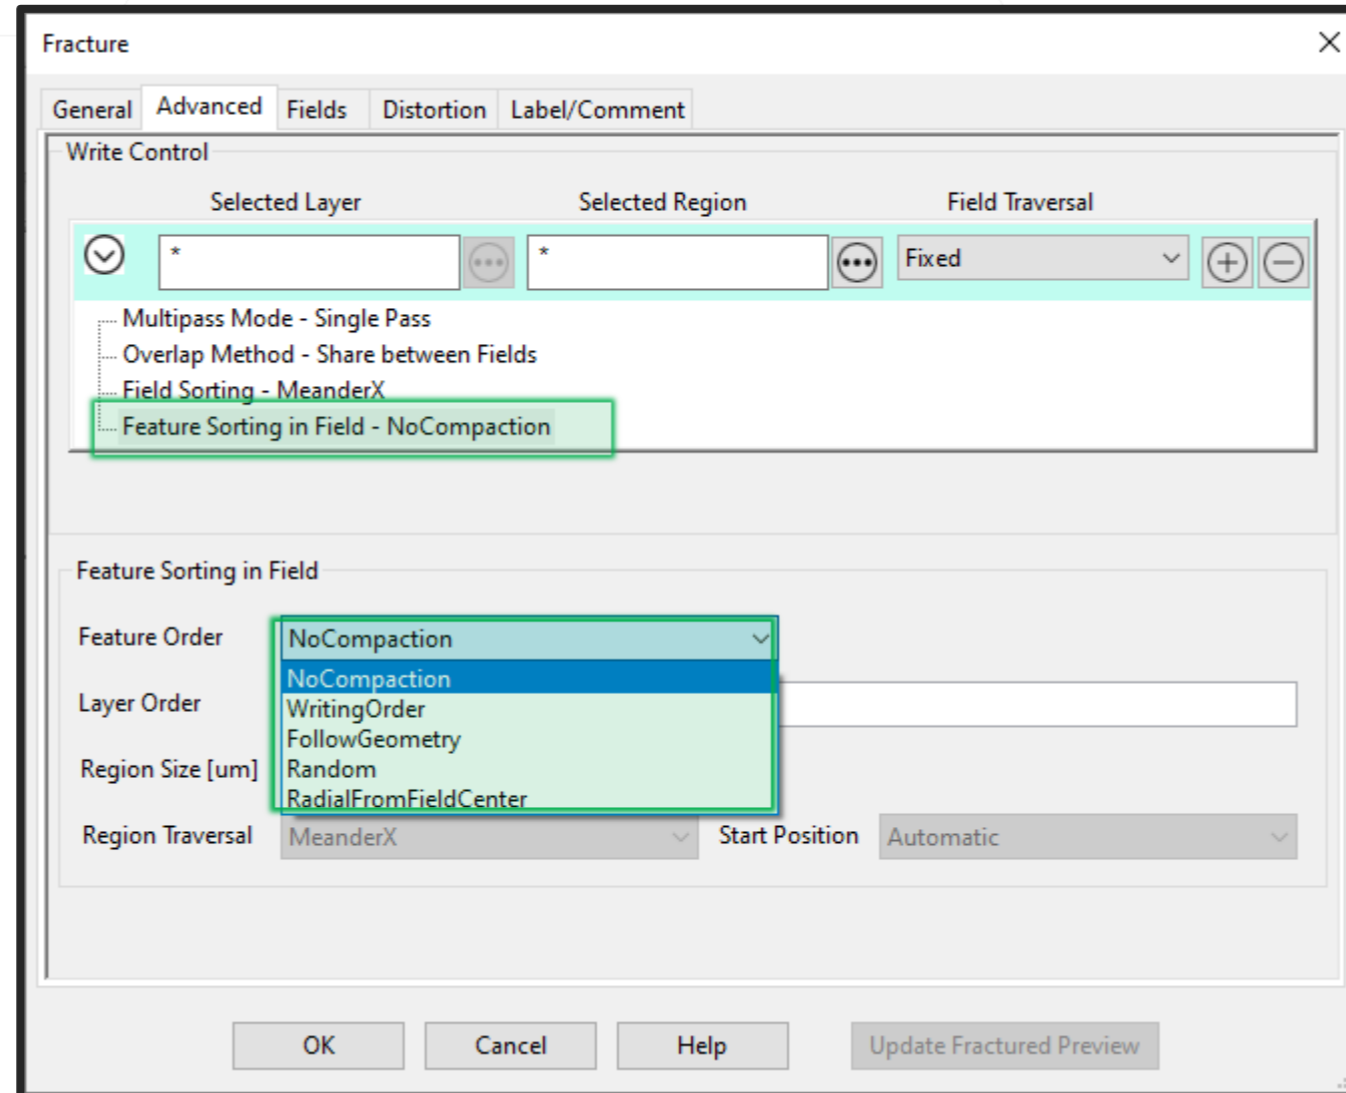 Fracture
General Advanced Fields Distortion Label/Comment
Write Control
Selected Layer Selected Region Field Traversal
* * Fixed
Multipass Mode - Single Pass
Overlap Method - Share between Fields
Field Sorting - MeanderX
Feature Sorting in Field - NoCompaction
Feature Sorting in Field
Feature Order NoCompaction
NoCompaction
Layer Order
WritingOrder
FollowGeometry
Region Size [um] Random
RadialFromFieldCenter
Region Traversal MeanderX Start Position Automatic
OK Cancel Help Update Fractured Preview